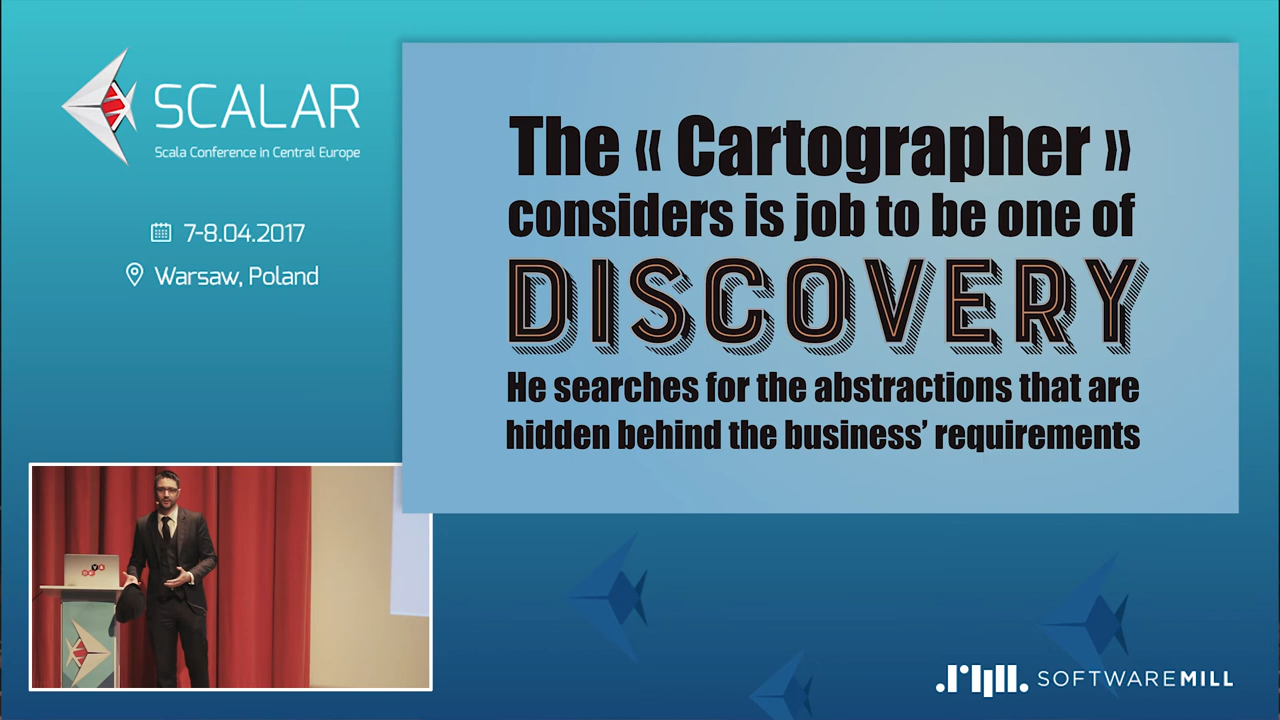 SCALAR
Scala Conference in Central Europe
7-8.04.2017
Warsaw, Poland
The « Cartographer »
considers is job to be one of
DISCOVERY
He searches for the abstractions that are
hidden behind the business’ requirements
SOFTWAREMILL